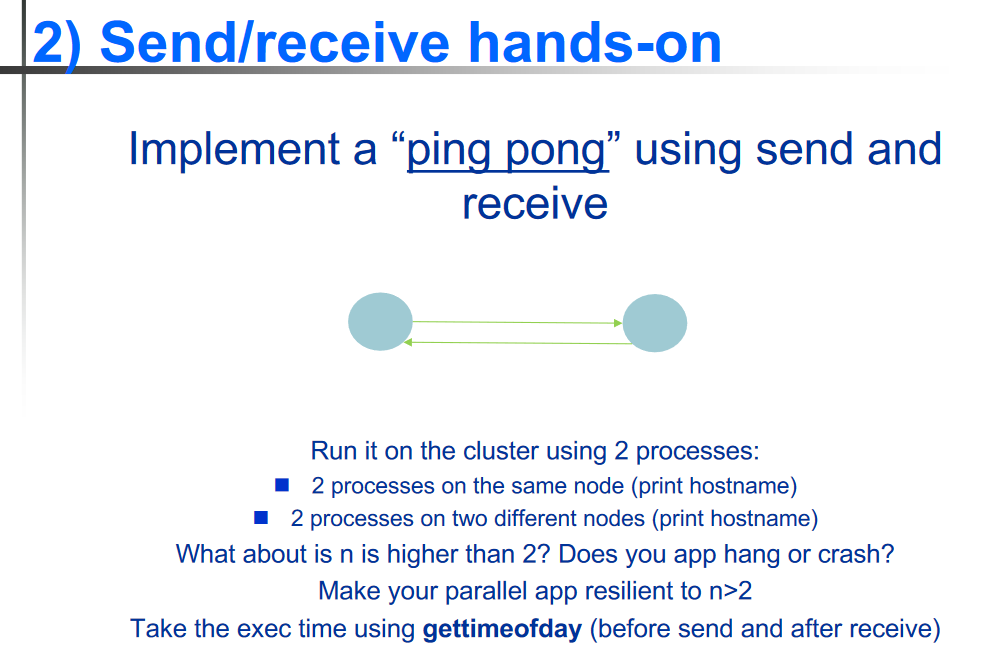 2) Send/receive hands-on
Implement a “ping pong” using send and
receive
Run it on the cluster using 2 processes:
2 processes on the same node (print hostname)
2 processes on two different nodes (print hostname)
What about is n is higher than 2? Does you app hang or crash?
Make your parallel app resilient to n>2
Take the exec time using gettimeofday (before send and after receive)